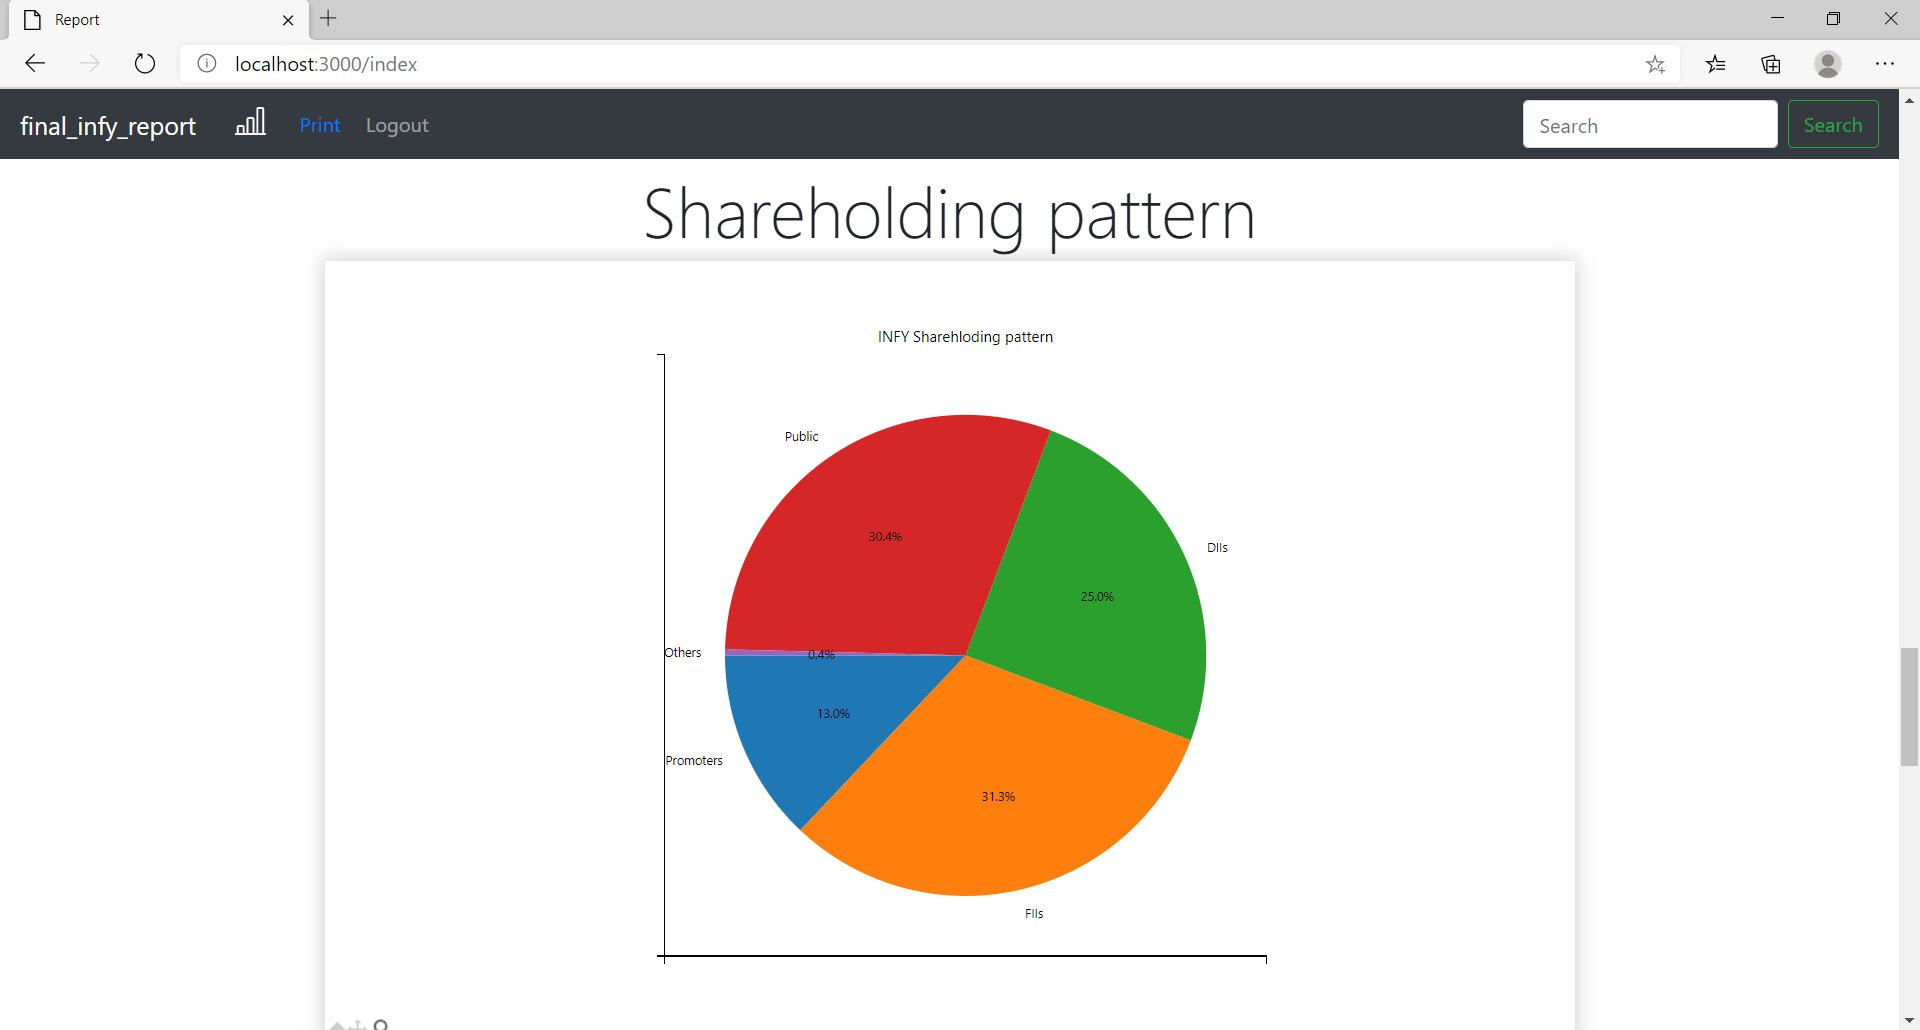 Report
localhost:3000/index
final_infy_report Print Logout Search Search
Shareholding pattern
INFY Sharehloding pattern
Public
DIIs
30.4%
25.0%
Others 0.4%
13.0%
Promoters
31.3%
FIIs